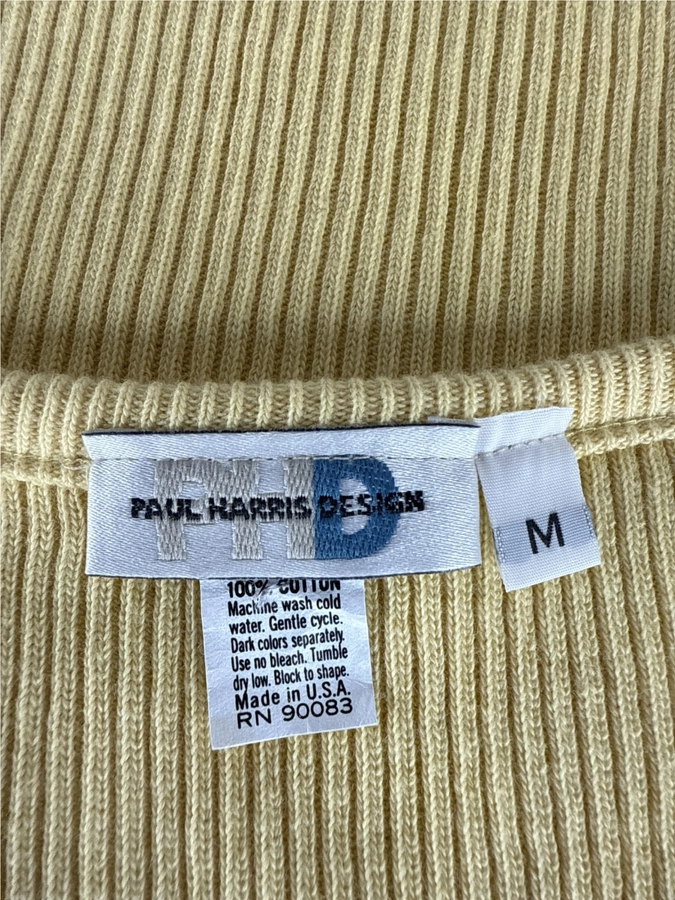 PHD
PAUL HARRIS DESIGN
M
100% COTTON
Machine wash cold
water. Gentle cycle.
Dark colors separately.
Use no bleach. Tumble
dry low. Block to shape.
Made in U.S.A.
RN 90083